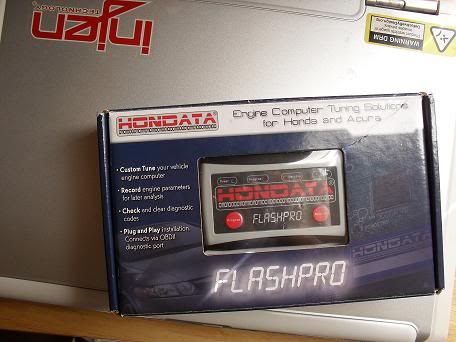 injen
TECHNOLOGY
WARNING DRM
HONDATA
Engine Computer Tuning Solutions
for Honda and Acura
• Custom Tune your vehicle
engine computer
• Record engine parameters
for later analysis
• Check and clear diagnostic
codes
• Plug and Play installation
Connects via OBDII
diagnostic port
HONDATA
FLASHPRO
HONDATA
FLASHPRO